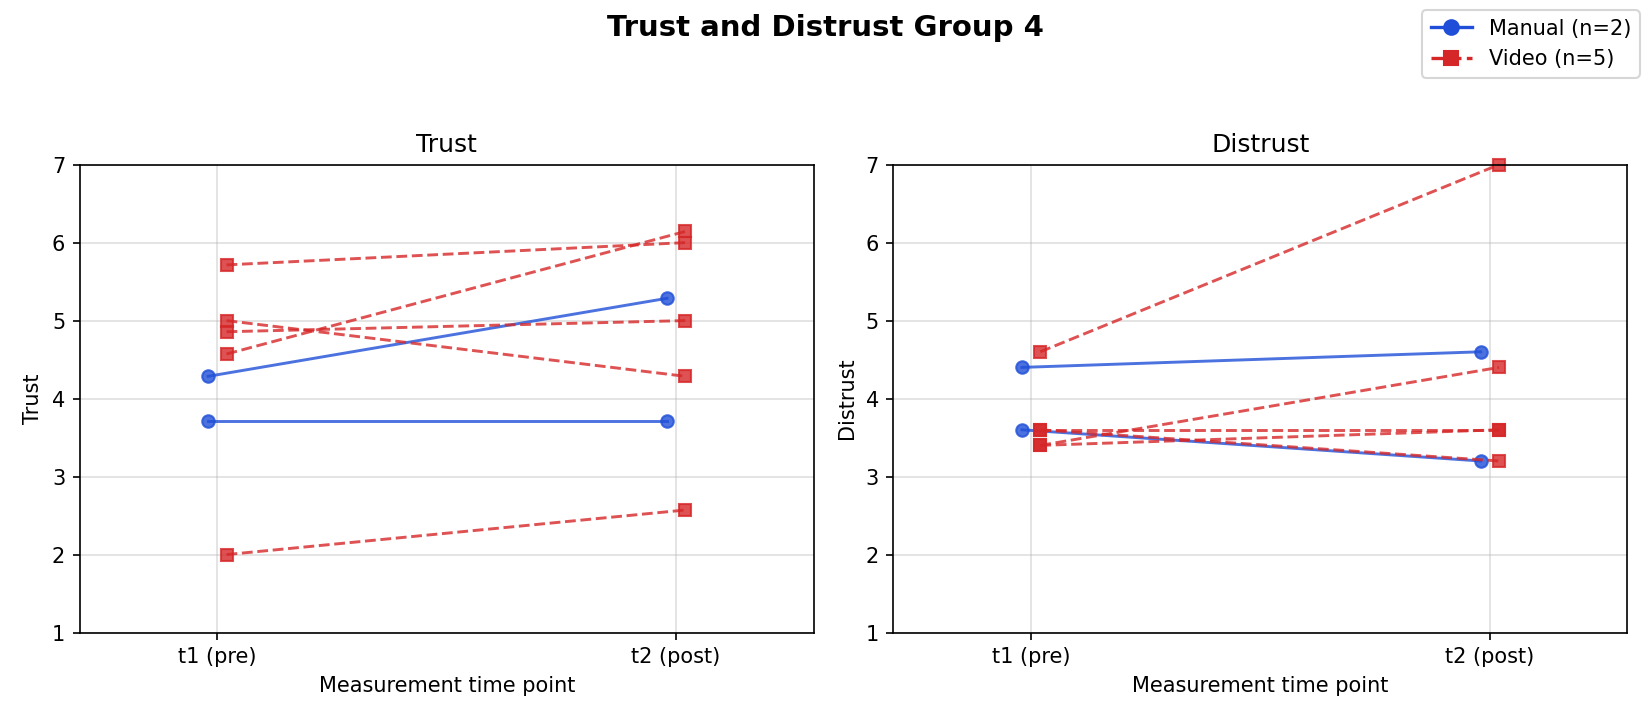 Trust and Distrust Group 4
Manual (n=2)
Video (n=5)
Trust
7
6
5
4
3
2
1
Trust
t1 (pre)
t2 (post)
Measurement time point
Distrust
7
6
5
4
3
2
1
Distrust
t1 (pre)
t2 (post)
Measurement time point